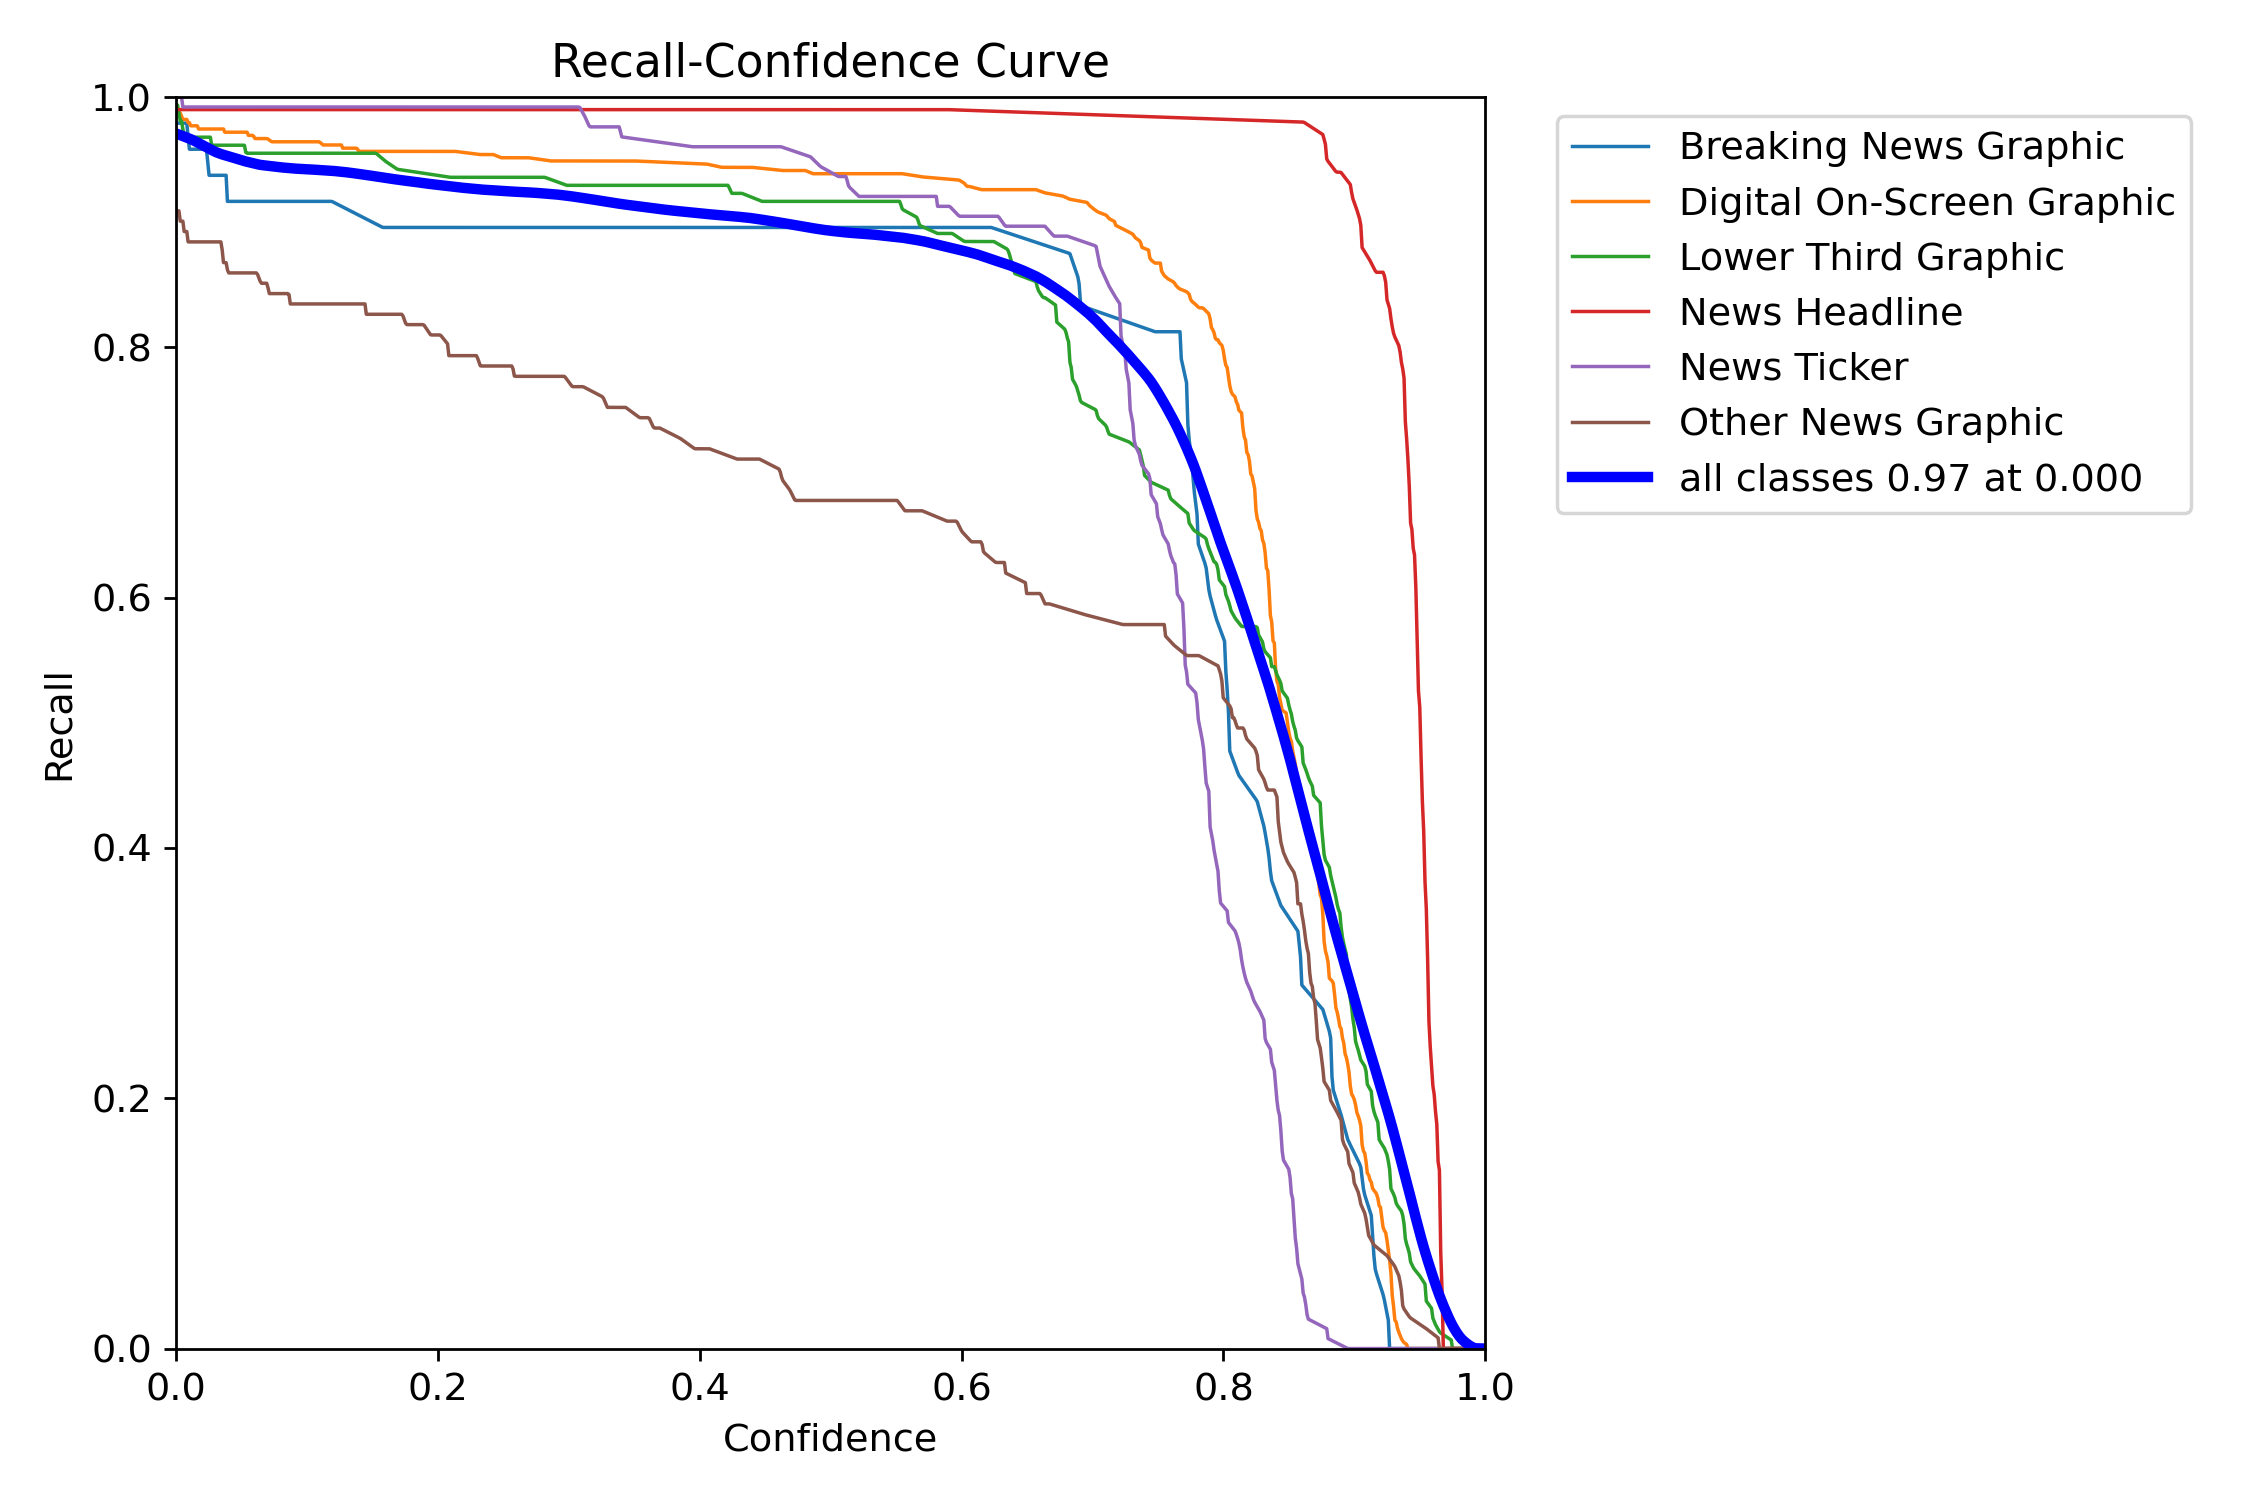 Recall-Confidence Curve
1.0
0.8
0.6
0.4
0.2
0.0
Recall
0.0 0.2 0.4 0.6 0.8 1.0
Confidence
Breaking News Graphic
Digital On-Screen Graphic
Lower Third Graphic
News Headline
News Ticker
Other News Graphic
all classes 0.97 at 0.000